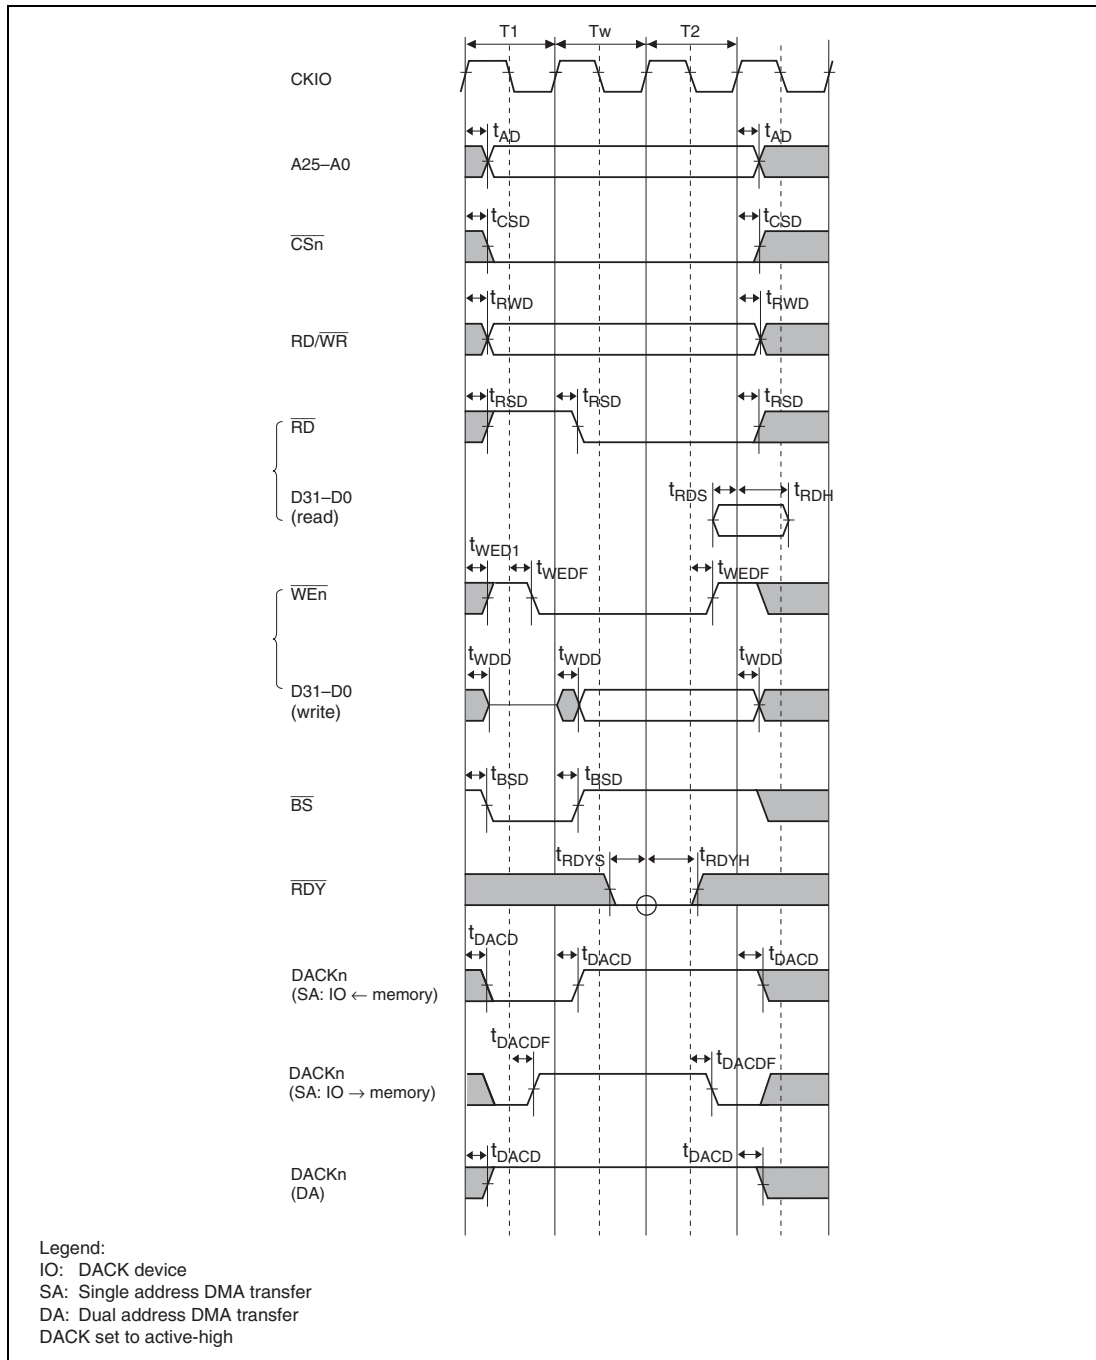 T1 Tw T2
CKIO
tAD tAD
A25–A0
tCSD tCSD
CSn
tRWD tRWD
RD/WR
tRSD tRSD tRSD
RD
tRDS tRDH
D31–D0
(read)
tWED1
tWEDF tWEDF
WEn
tWDD tWDD tWDD
D31–D0
(write)
tBSD tBSD
BS
tRDYS tRDYH
RDY
tDACD
tDACD tDACD
DACKn
(SA: IO ← memory)
tDACDF
tDACDF
DACKn
(SA: IO → memory)
tDACD tDACD
DACKn
(DA)
Legend:
IO: DACK device
SA: Single address DMA transfer
DA: Dual address DMA transfer
DACK set to active-high